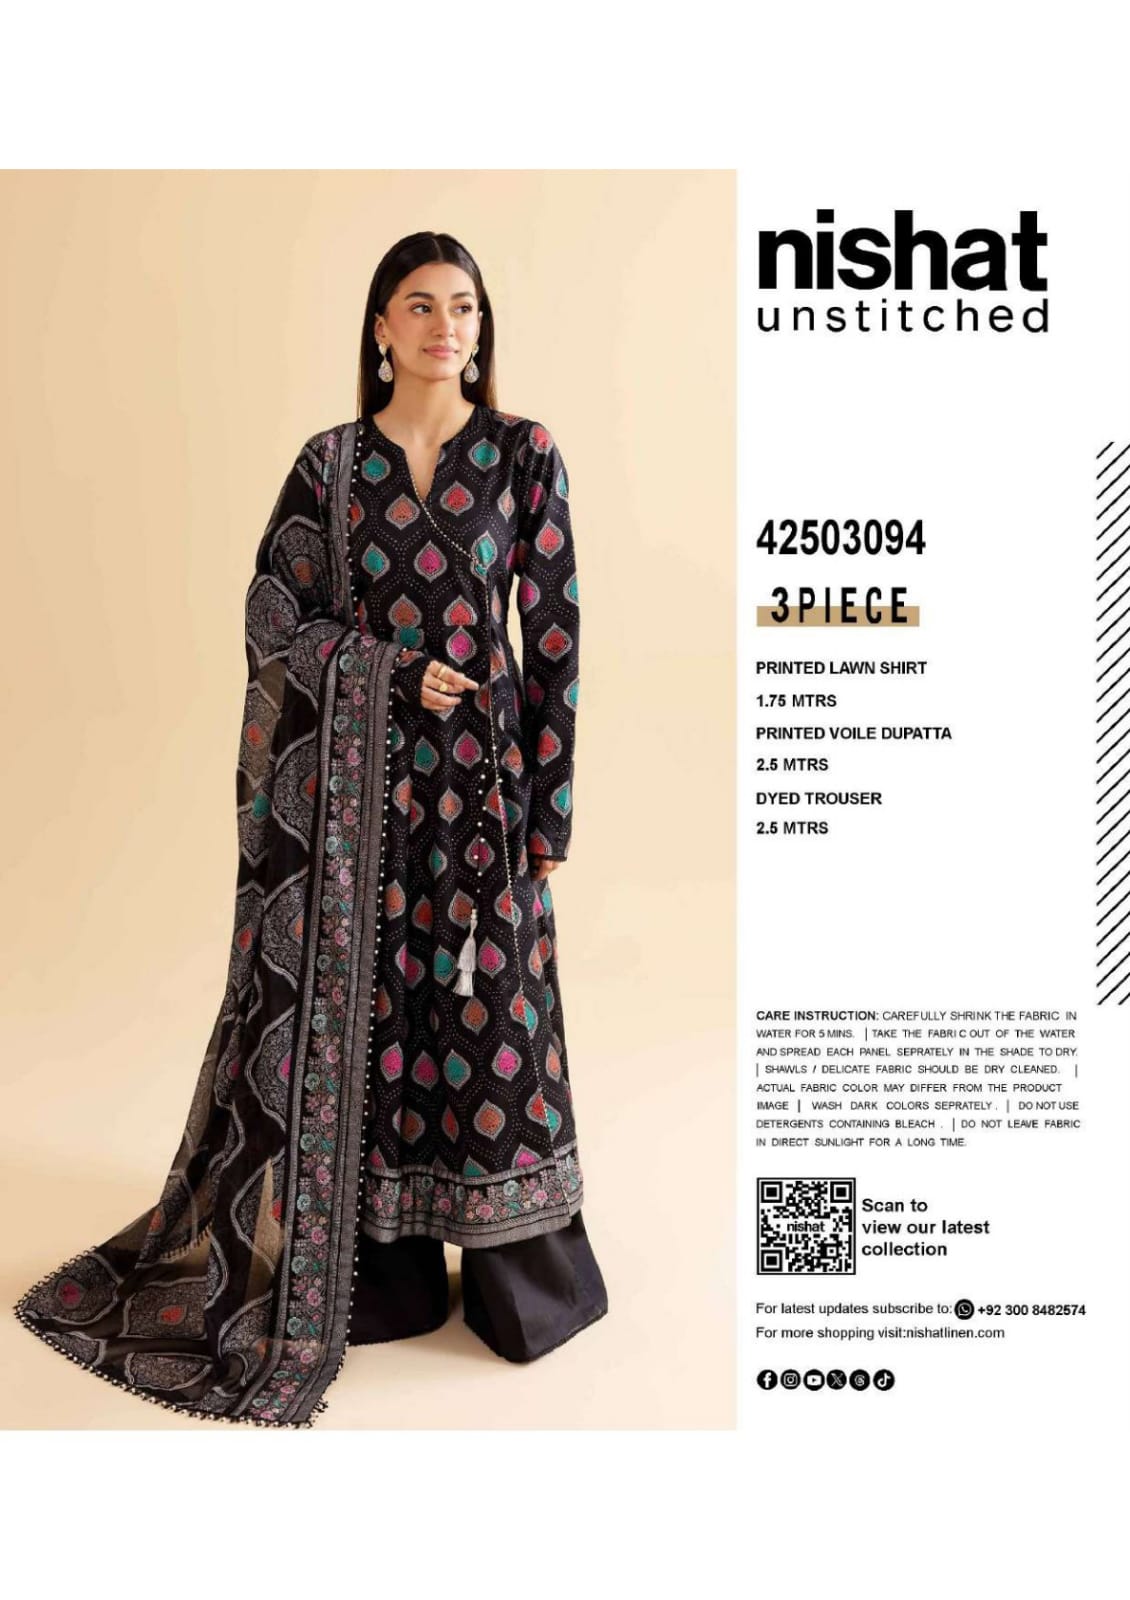 nishat
unstitched
42503094
3PIECE
PRINTED LAWN SHIRT
1.75 MTRS
PRINTED VOILE DUPATTA
2.5 MTRS
DYED TROUSER
2.5 MTRS
CARE INSTRUCTION: CAREFULLY SHRINK THE FABRIC IN
WATER FOR 5 MINS. | TAKE THE FABRIC OUT OF THE WATER
AND SPREAD EACH PANEL SEPRATELY IN THE SHADE TO DRY.
| SHAWLS / DELICATE FABRIC SHOULD BE DRY CLEANED. |
ACTUAL FABRIC COLOR MAY DIFFER FROM THE PRODUCT
IMAGE | WASH DARK COLORS SEPRATELY. | DO NOT USE
DETERGENTS CONTAINING BLEACH . | DO NOT LEAVE FABRIC
IN DIRECT SUNLIGHT FOR A LONG TIME.
nishat
Scan to
view our latest
collection
For latest updates subscribe to: +92 300 8482574
For more shopping visit:nishatlinen.com